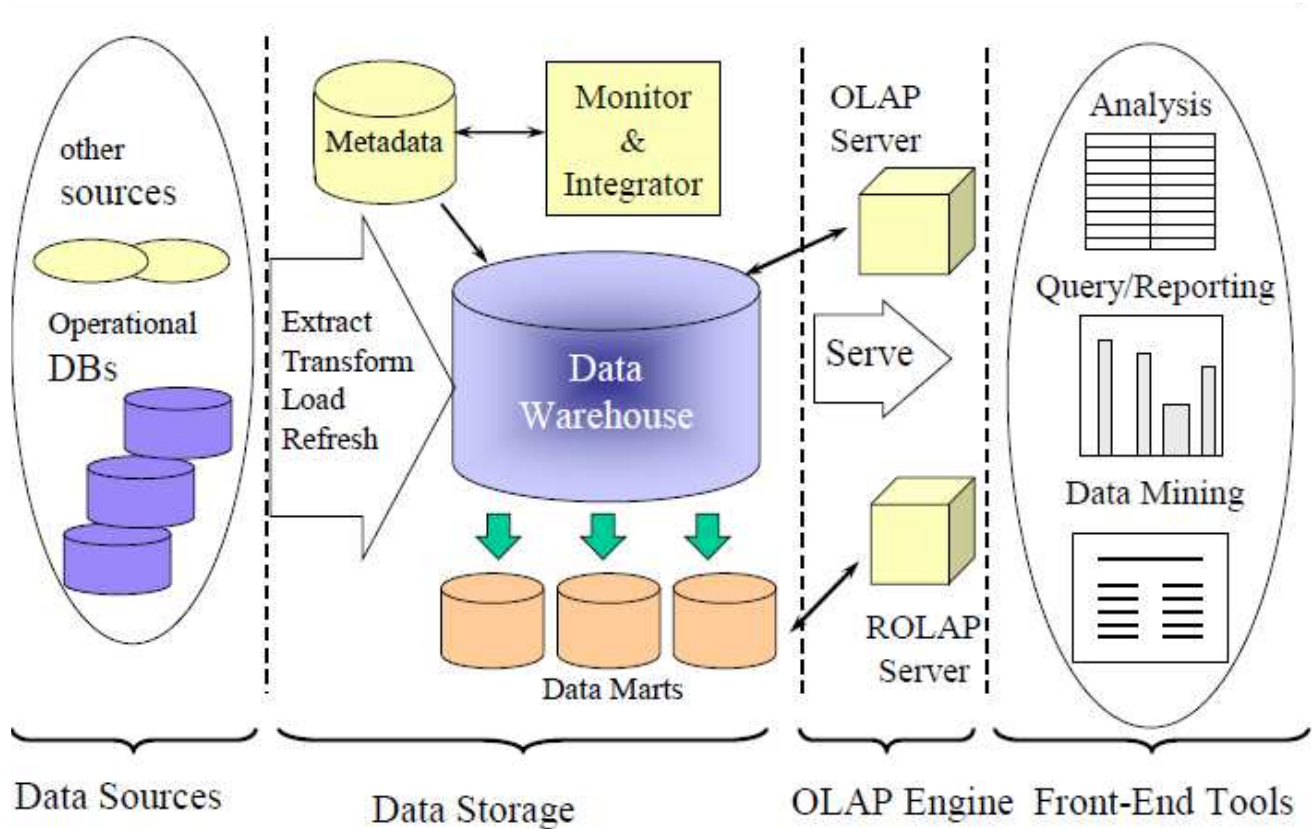 other
sources
Operational
DBs
Metadata
Monitor
&
Integrator
Extract
Transform
Load
Refresh
Data
Warehouse
Data Marts
OLAP
Server
Serve
ROLAP
Server
Analysis
Query/Reporting
Data Mining
Data Sources
Data Storage
OLAP Engine
Front-End Tools